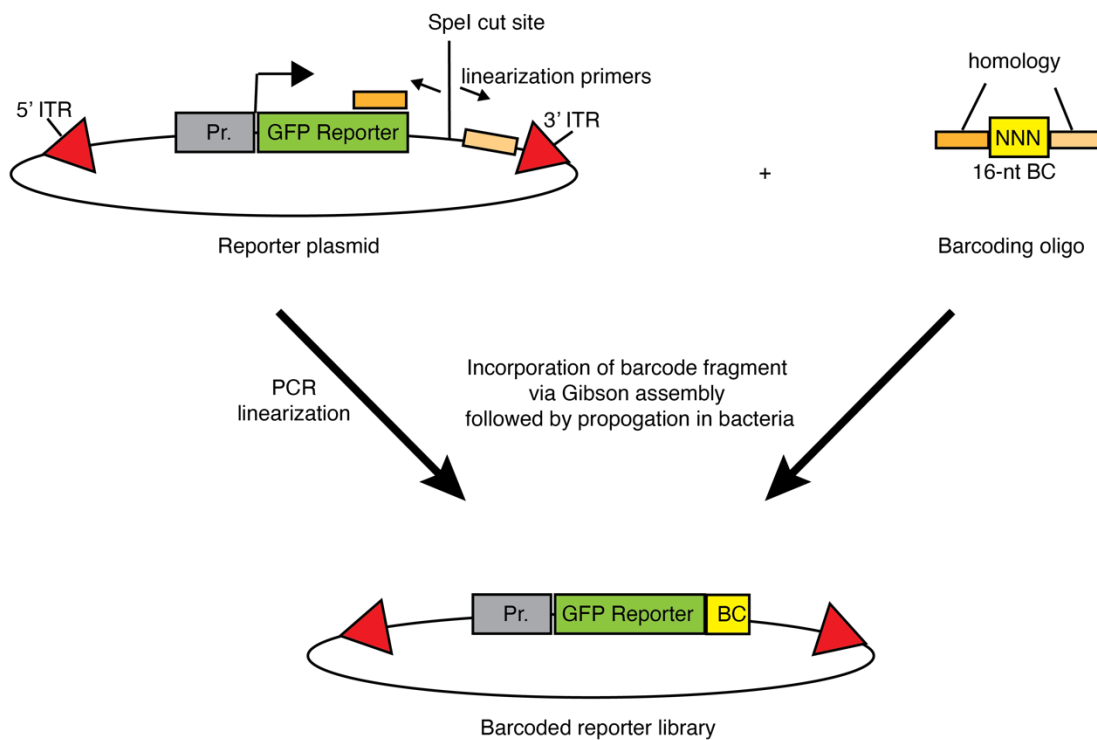 SpeI cut site
linearization primers
homology
5' ITR
3' ITR
Pr.
GFP Reporter
NNN
16-nt BC
+
Reporter plasmid
Barcoding oligo
PCR
linearization
Incorporation of barcode fragment
via Gibson assembly
followed by propogation in bacteria
Pr.
GFP Reporter
BC
Barcoded reporter library